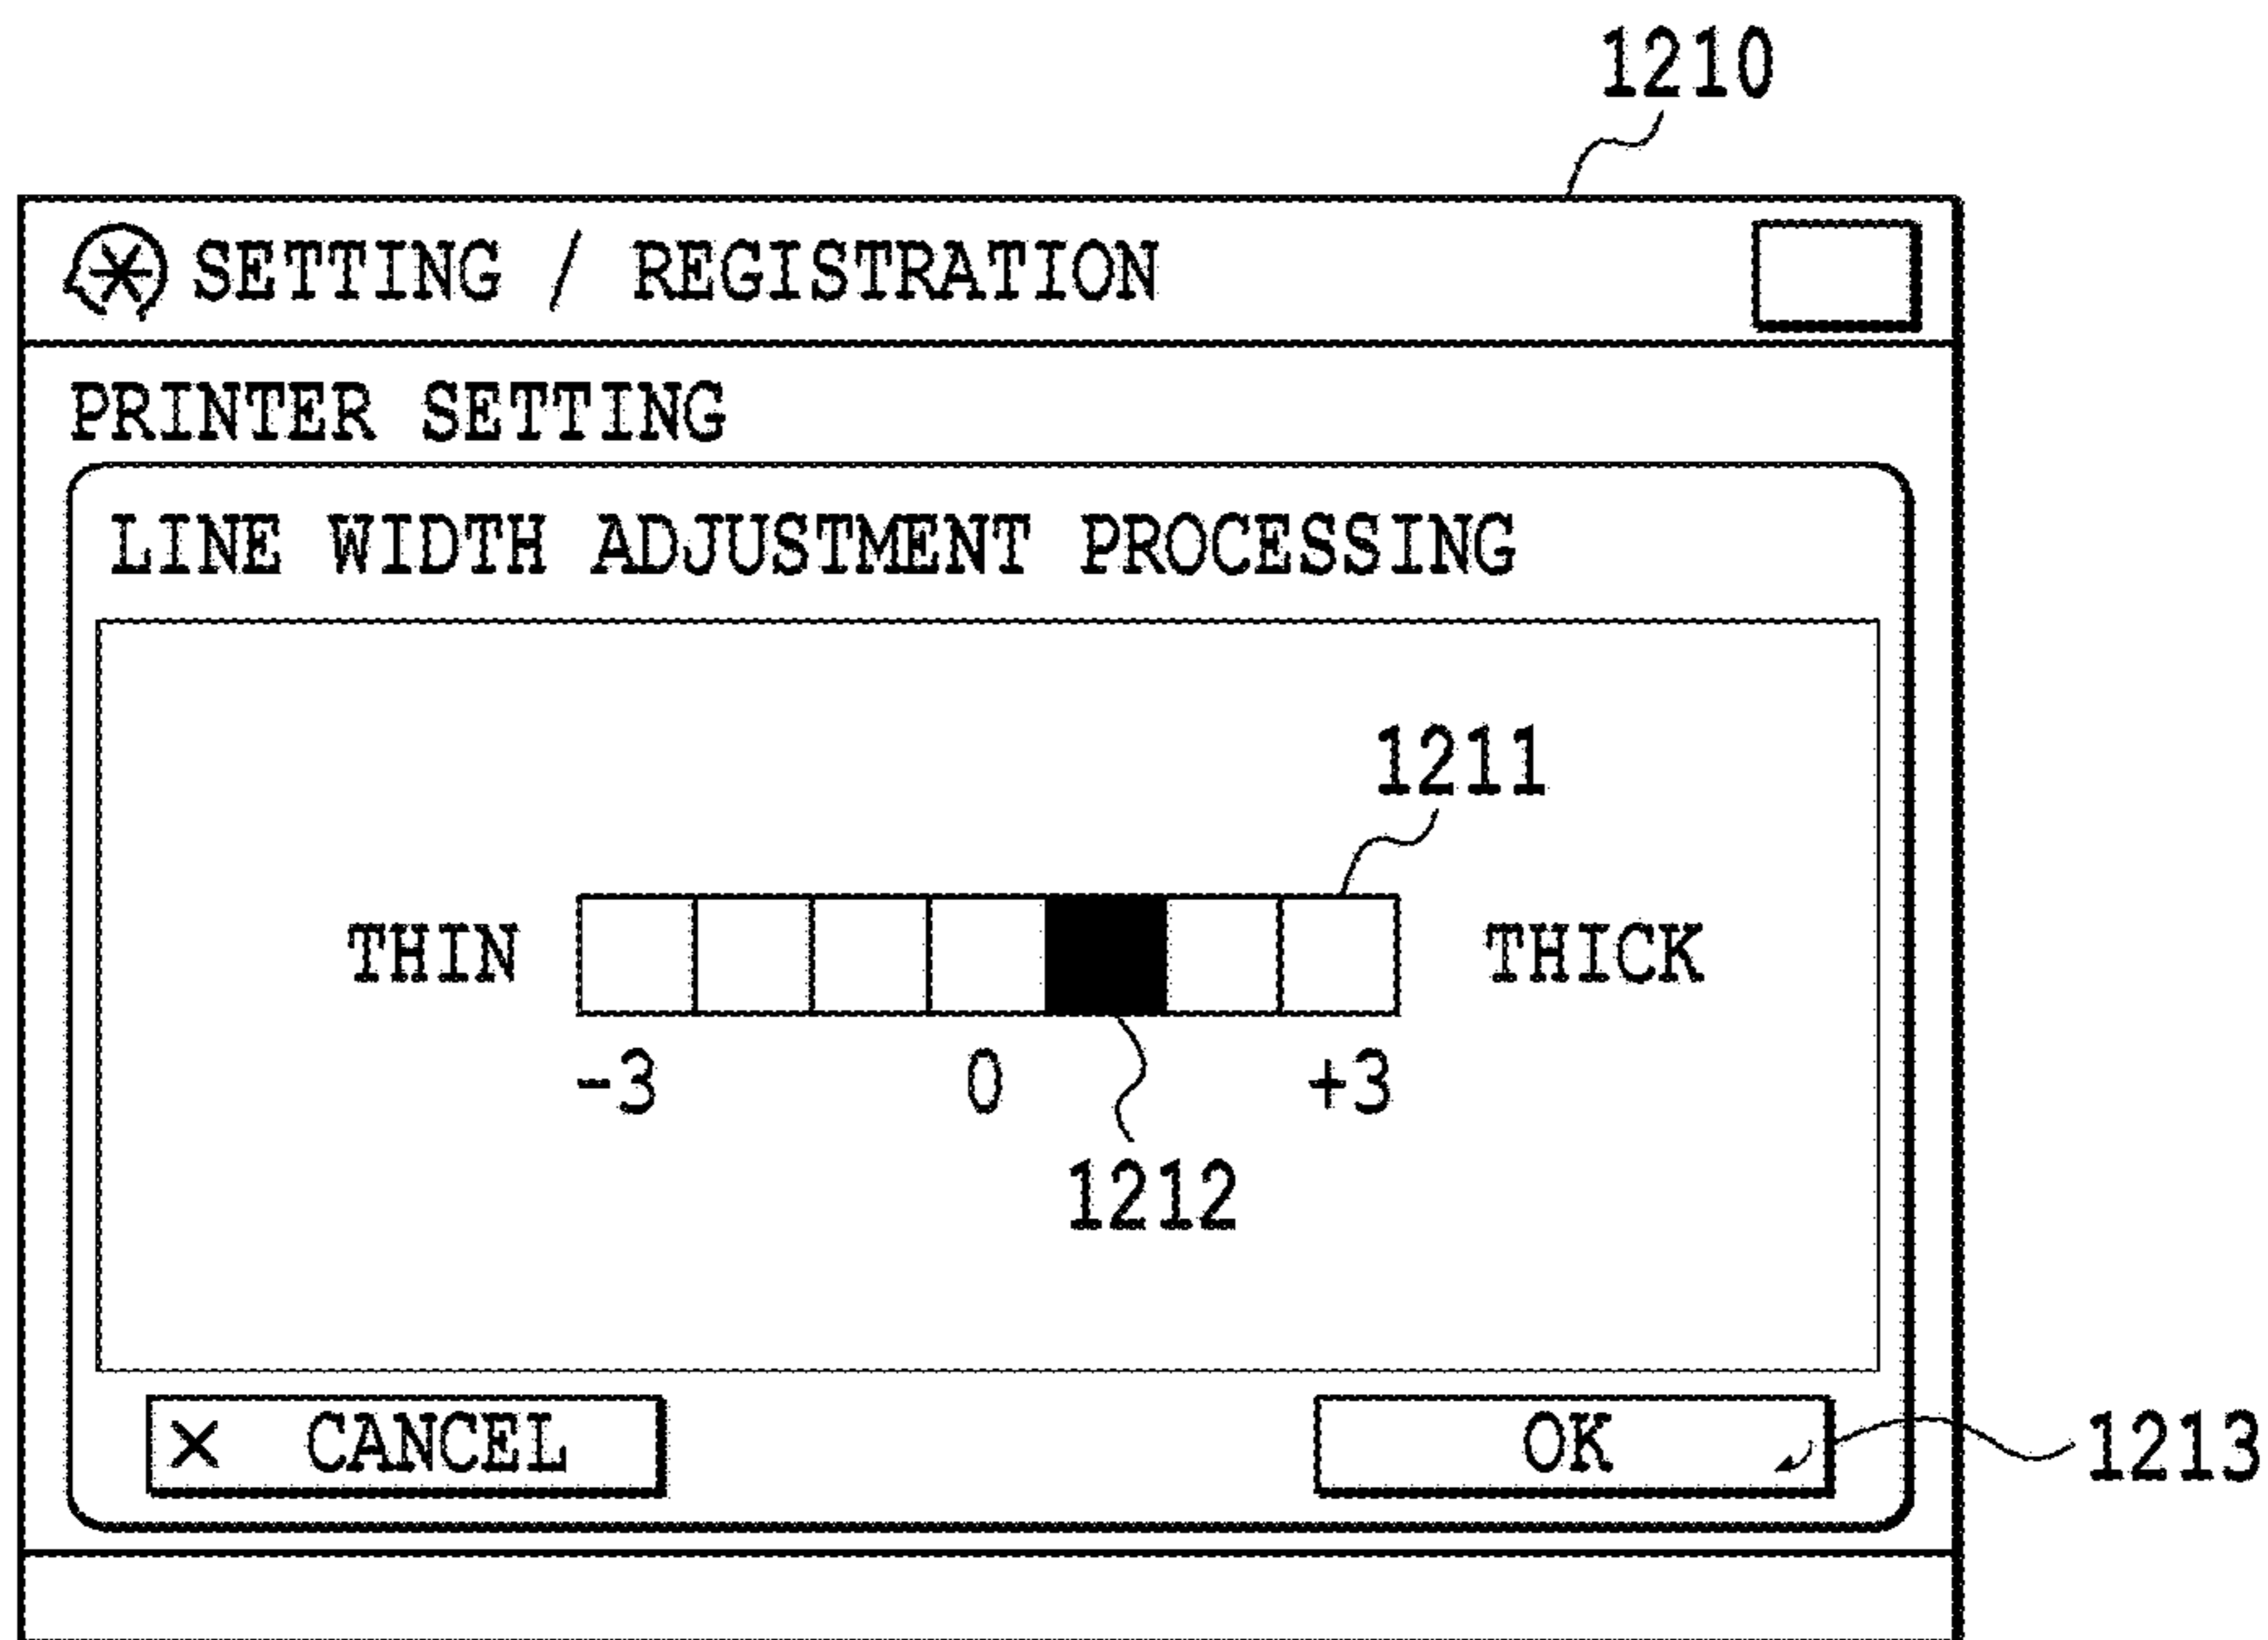 1210
SETTING / REGISTRATION
PRINTER SETTING
LINE WIDTH ADJUSTMENT PROCESSING
1211
THIN THICK
-3 0 +3
1212
× CANCEL OK 1213